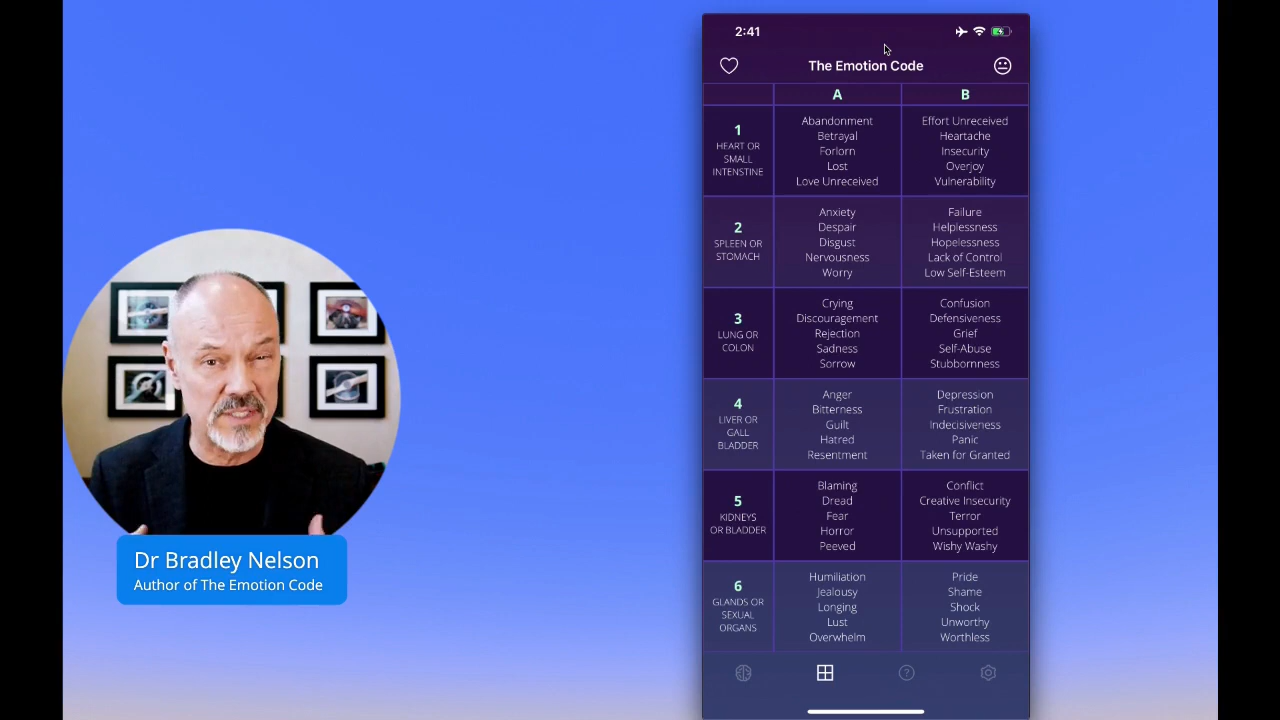 2:41
The Emotion Code
A
B
1
HEART OR
SMALL
INTENSTINE
Abandonment
Betrayal
Forlorn
Lost
Love Unreceived
Effort Unreceived
Heartache
Insecurity
Overjoy
Vulnerability
2
SPLEEN OR
STOMACH
Anxiety
Despair
Disgust
Nervousness
Worry
Failure
Helplessness
Hopelessness
Lack of Control
Low Self-Esteem
3
LUNG OR
COLON
Crying
Discouragement
Rejection
Sadness
Sorrow
Confusion
Defensiveness
Grief
Self-Abuse
Stubbornness
4
LIVER OR
GALL
BLADDER
Anger
Bitterness
Guilt
Hatred
Resentment
Depression
Frustration
Indecisiveness
Panic
Taken for Granted
5
KIDNEYS
OR BLADDER
Blaming
Dread
Fear
Horror
Peeved
Conflict
Creative Insecurity
Terror
Unsupported
Wishy Washy
6
GLANDS OR
SEXUAL
ORGANS
Humiliation
Jealousy
Longing
Lust
Overwhelm
Pride
Shame
Shock
Unworthy
Worthless
Dr Bradley Nelson
Author of The Emotion Code